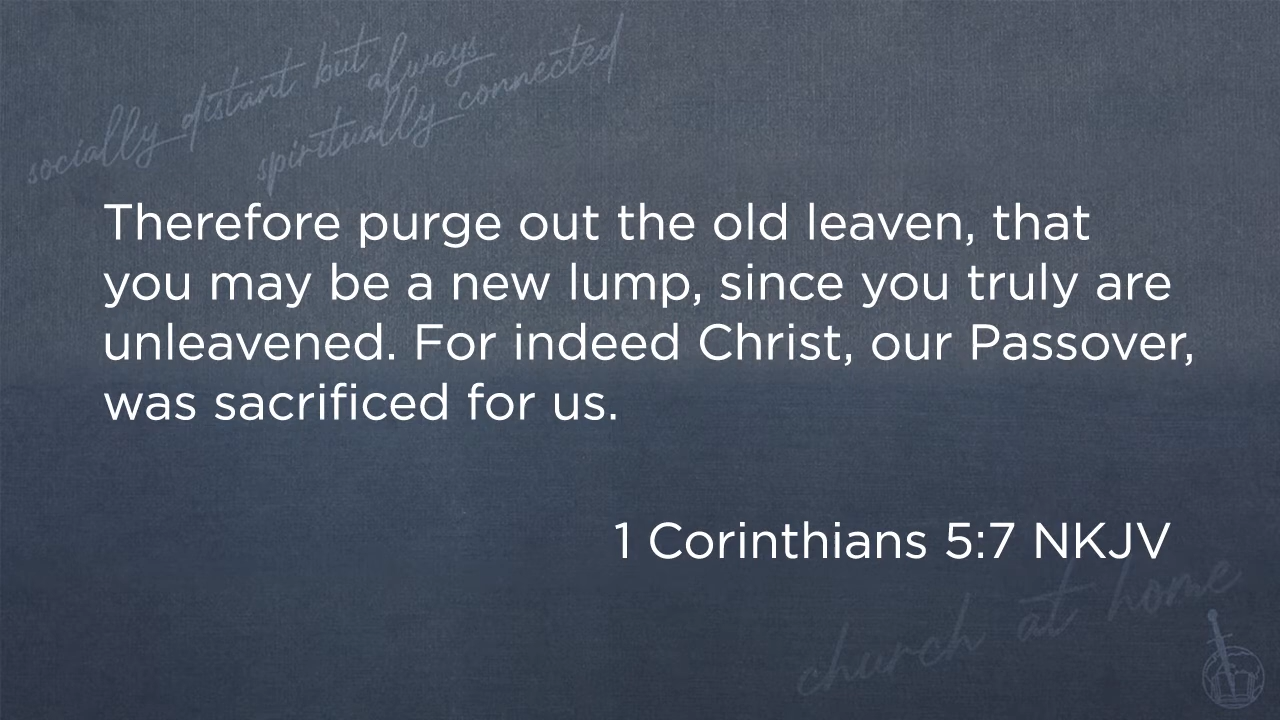 socially distant but always
spiritually connected
Therefore purge out the old leaven, that
you may be a new lump, since you truly are
unleavened. For indeed Christ, our Passover,
was sacrificed for us.
1 Corinthians 5:7 NKJV
church at home